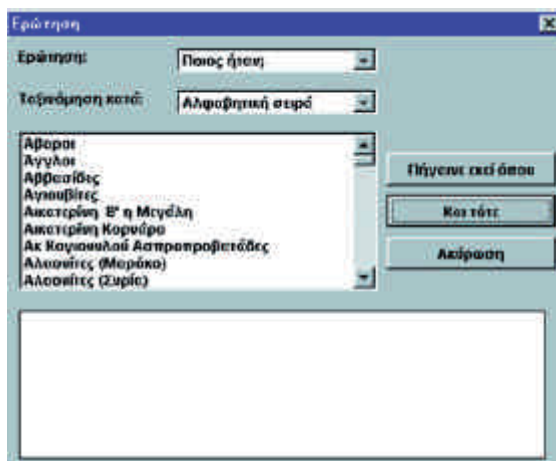 Ερώτηση
Ερώτηση:
Ποιος ήταν;
Ταξινόμηση κατά:
Αλφαβητική σειρά
Άβαροι
Άγγλοι
Αββασίδες
Αγιουβίτες
Αικατερίνη Β' η Μεγάλη
Αικατερίνη Κορνάρο
Ακ Κογιουνλού Ασπροπροβατάδες
Αλαουίτες (Μαρόκο)
Αλαουίτες (Συρία)
Πήγαινε εκεί όπου
Και τότε
Ακύρωση